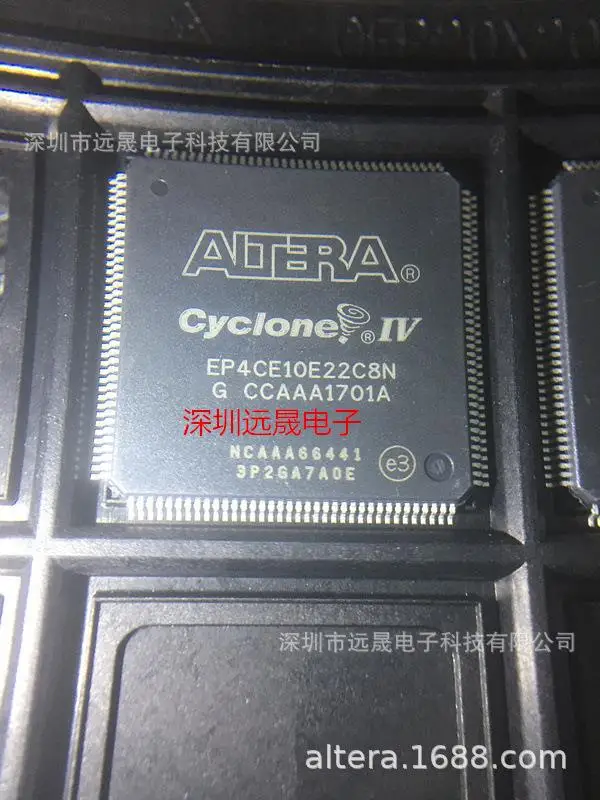 深圳市远晟电子科技有限公司
ALTERA®
Cyclone®IV
EP4CE10E22C8N
G CCAAA1701A
深圳远晟电子
NCAAA66441
3P2GA7A0E
e3
深圳市远晟电子科技有限公司
altera.1688.com